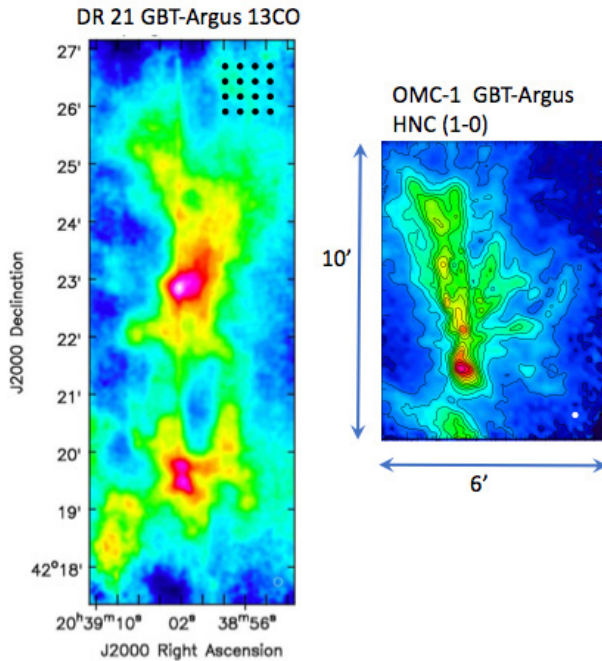 DR 21 GBT-Argus 13CO
27'
26'
25'
24'
23'
22'
21'
20'
19'
42°18'
J2000 Declination
20ʰ39ᵐ10ˢ 02ˢ 38ᵐ56ˢ
J2000 Right Ascension
OMC-1 GBT-Argus
HNC (1-0)
10’
6’